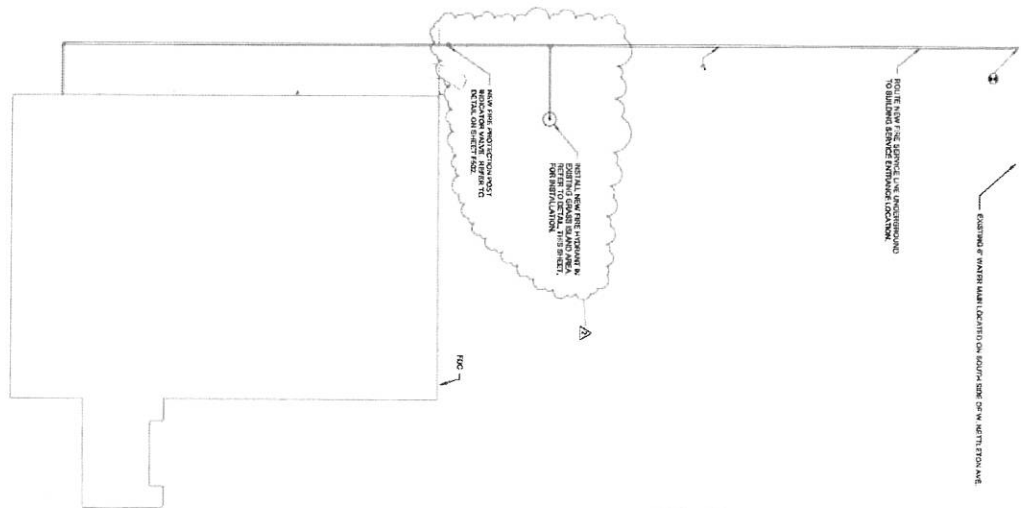 EXISTING 8" WATER MAIN LOCATED ON SOUTH SIDE OF W. NETTLETON AVE.
ROUTE NEW FIRE SERVICE LINE UNDERGROUND
TO BUILDING SERVICE ENTRANCE LOCATION.
INSTALL NEW FIRE HYDRANT IN
EXISTING GRASS ISLAND AREA.
REFER TO DETAIL, THIS SHEET,
FOR INSTALLATION.
NEW FIRE PROTECTION POST
INDICATOR VALVE. REFER TO
DETAIL ON SHEET F502.
FDC